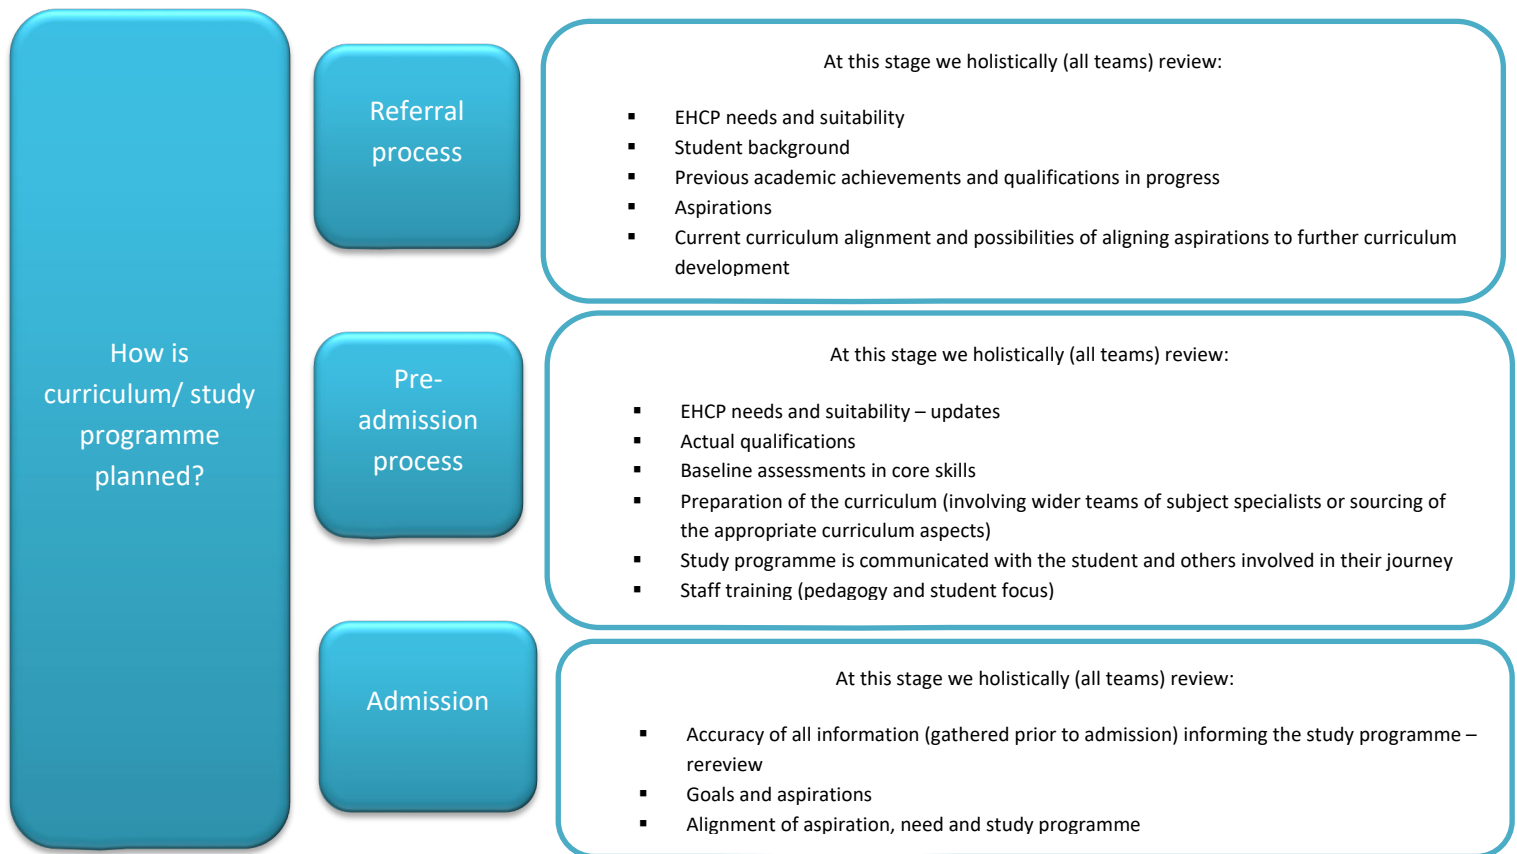 How is
curriculum/ study
programme
planned?
Referral
process
At this stage we holistically (all teams) review:
▪ EHCP needs and suitability
▪ Student background
▪ Previous academic achievements and qualifications in progress
▪ Aspirations
▪ Current curriculum alignment and possibilities of aligning aspirations to further curriculum
development
Pre-
admission
process
At this stage we holistically (all teams) review:
▪ EHCP needs and suitability – updates
▪ Actual qualifications
▪ Baseline assessments in core skills
▪ Preparation of the curriculum (involving wider teams of subject specialists or sourcing of
the appropriate curriculum aspects)
▪ Study programme is communicated with the student and others involved in their journey
▪ Staff training (pedagogy and student focus)
Admission
At this stage we holistically (all teams) review:
▪ Accuracy of all information (gathered prior to admission) informing the study programme –
rereview
▪ Goals and aspirations
▪ Alignment of aspiration, need and study programme